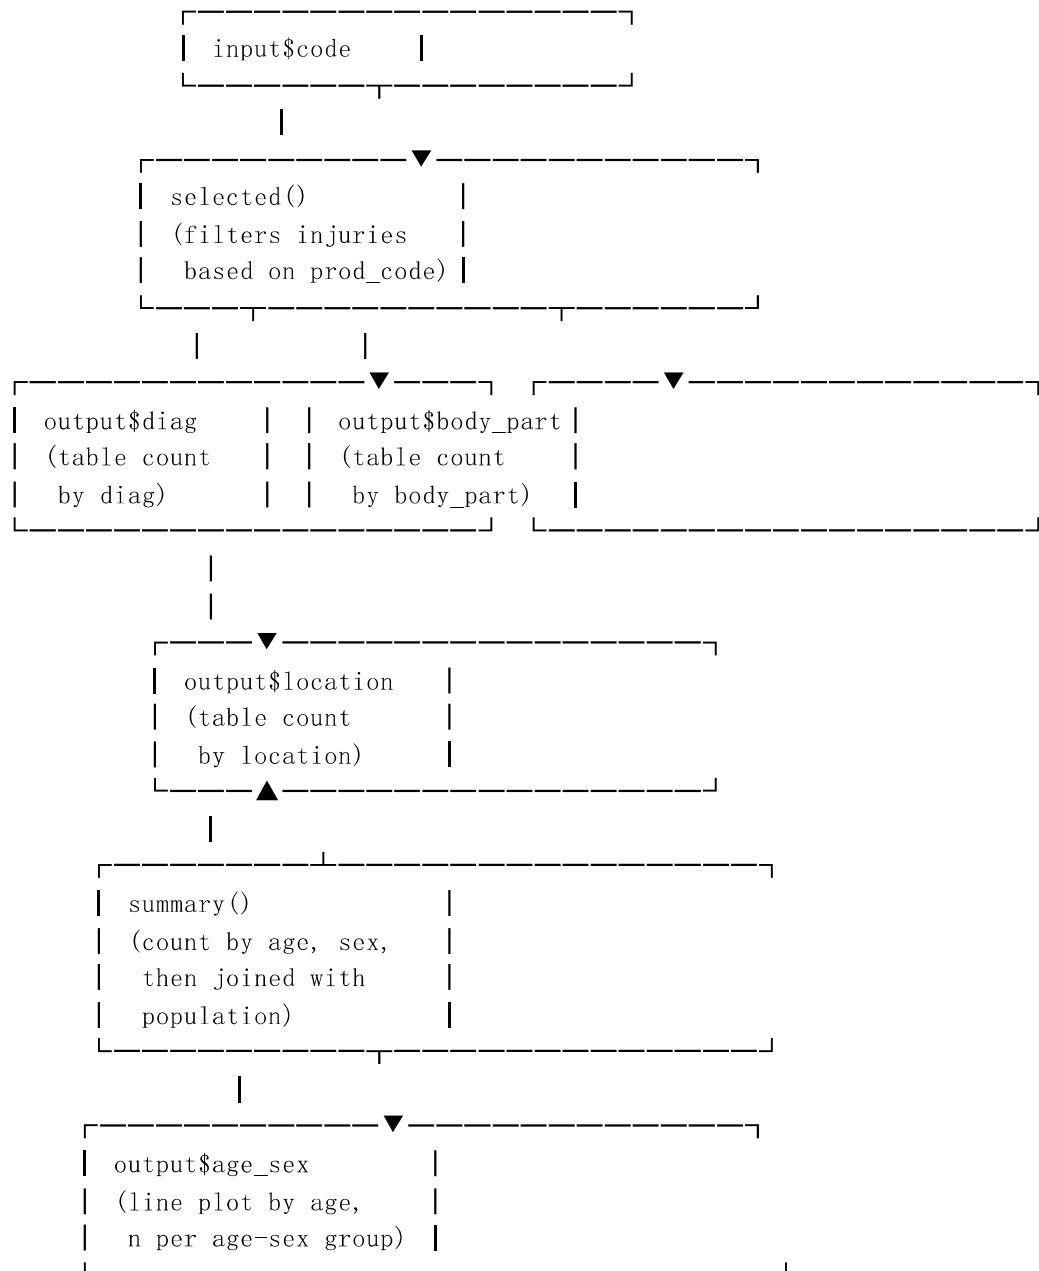 input$code
selected()
(filters injuries
based on prod_code)
output$diag output$body_part
(table count (table count
by diag) by body_part)
output$location
(table count
by location)
summary()
(count by age, sex,
then joined with
population)
output$age_sex
(line plot by age,
n per age-sex group)